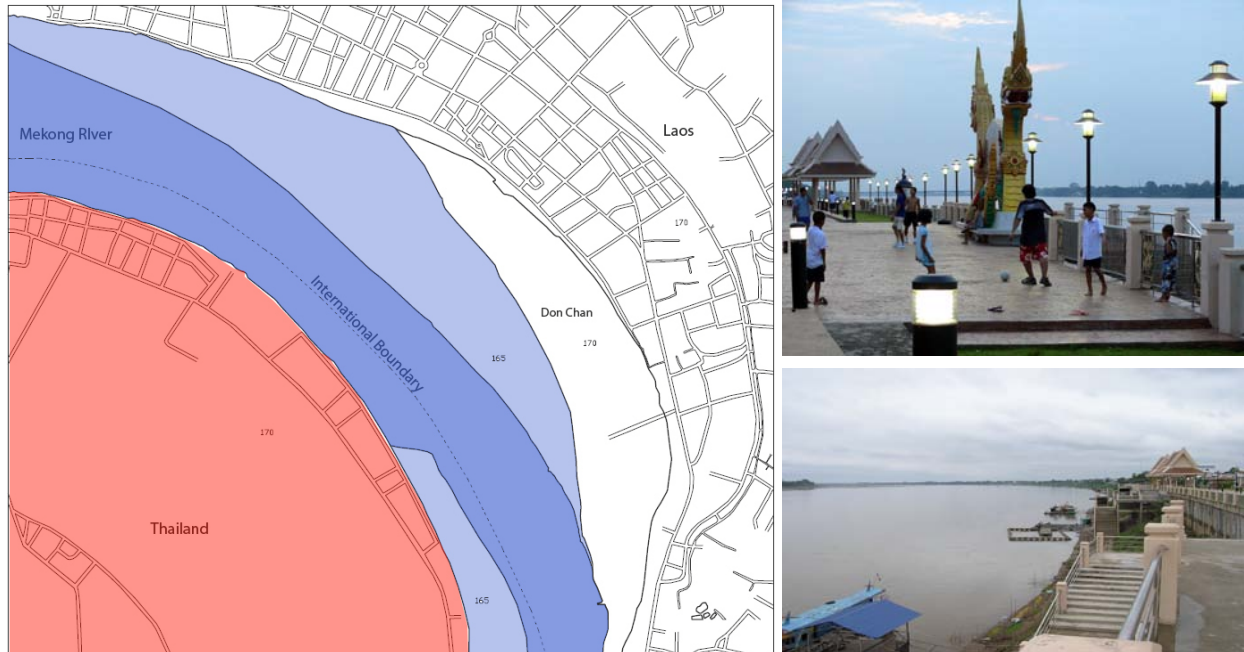 Laos
Mekong RIver
170
International Boundary
Don Chan
170
165
170
Thailand
165